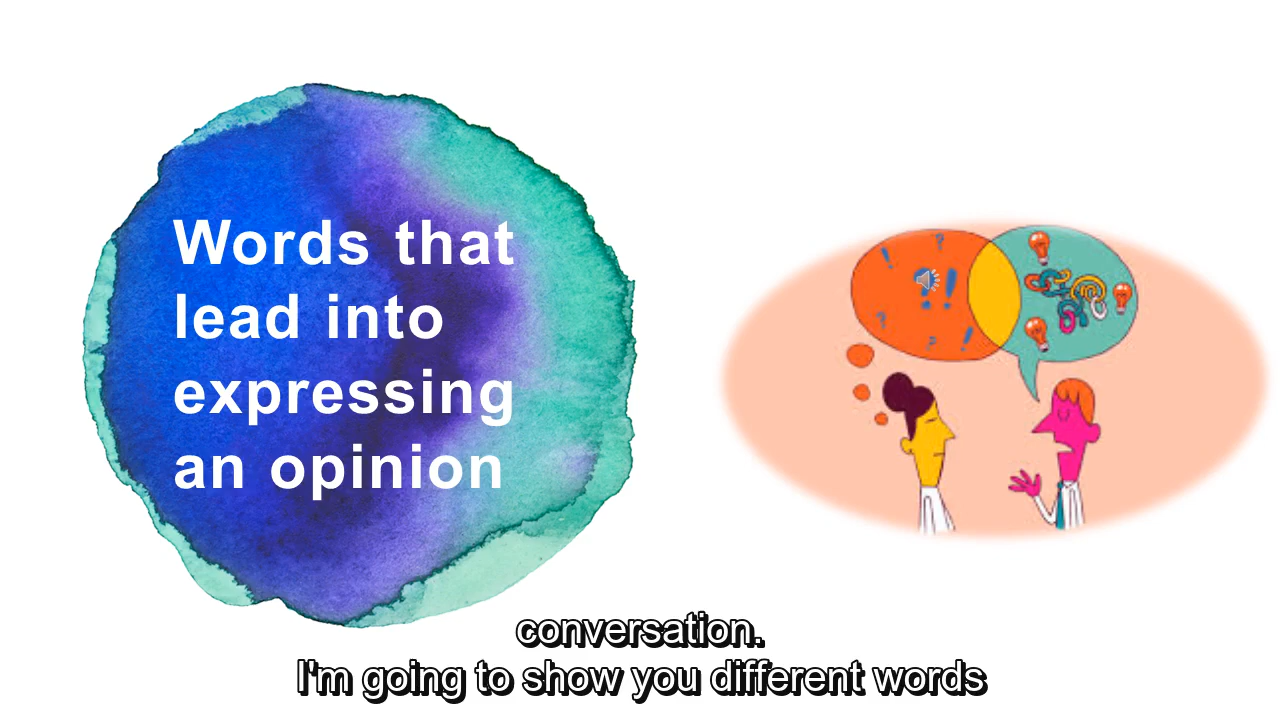 Words that
lead into
expressing
an opinion
conversation.
I'm going to show you different words